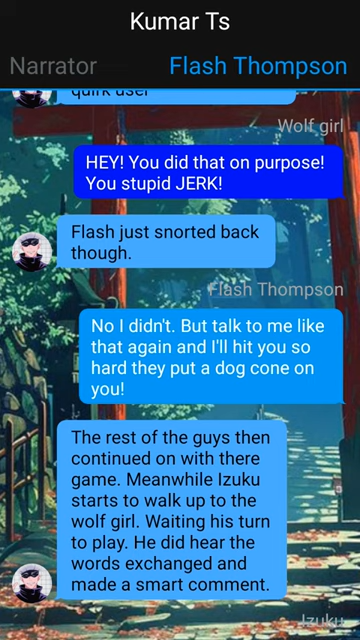 Kumar Ts
Narrator
Flash Thompson
quirk user
Wolf girl
HEY! You did that on purpose!
You stupid JERK!
Flash just snorted back
though.
Flash Thompson
No I didn't. But talk to me like
that again and I'll hit you so
hard they put a dog cone on
you!
The rest of the guys then
continued on with there
game. Meanwhile Izuku
starts to walk up to the
wolf girl. Waiting his turn
to play. He did hear the
words exchanged and
made a smart comment.
Izuku